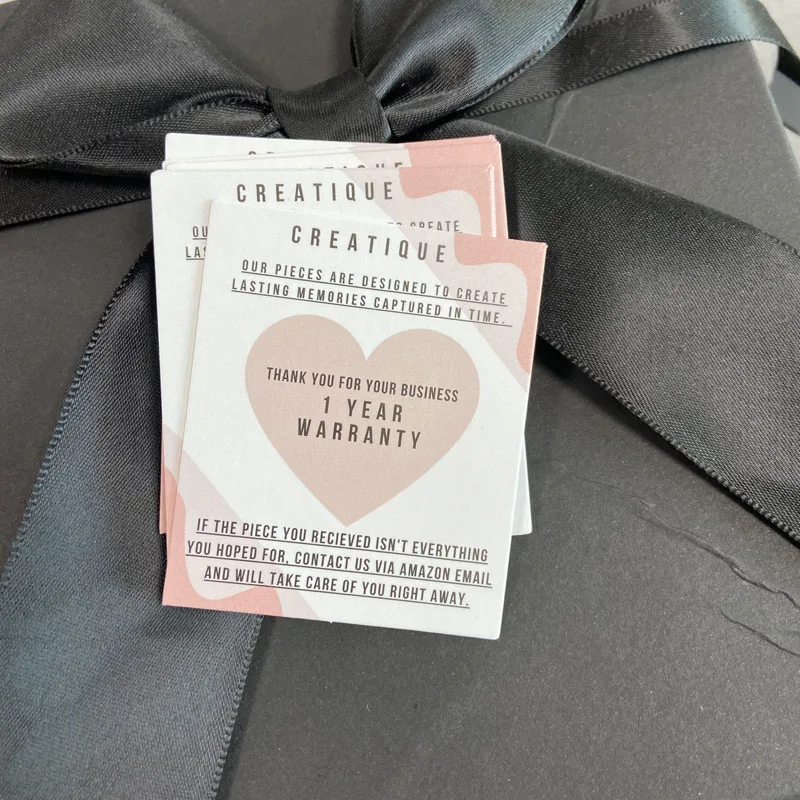 CREATIQUE
CREATIQUE
OUR PIECES ARE DESIGNED TO CREATE
LASTING MEMORIES CAPTURED IN TIME.
THANK YOU FOR YOUR BUSINESS
1 YEAR
WARRANTY
IF THE PIECE YOU RECIEVED ISN'T EVERYTHING
YOU HOPED FOR, CONTACT US VIA AMAZON EMAIL
AND WILL TAKE CARE OF YOU RIGHT AWAY.